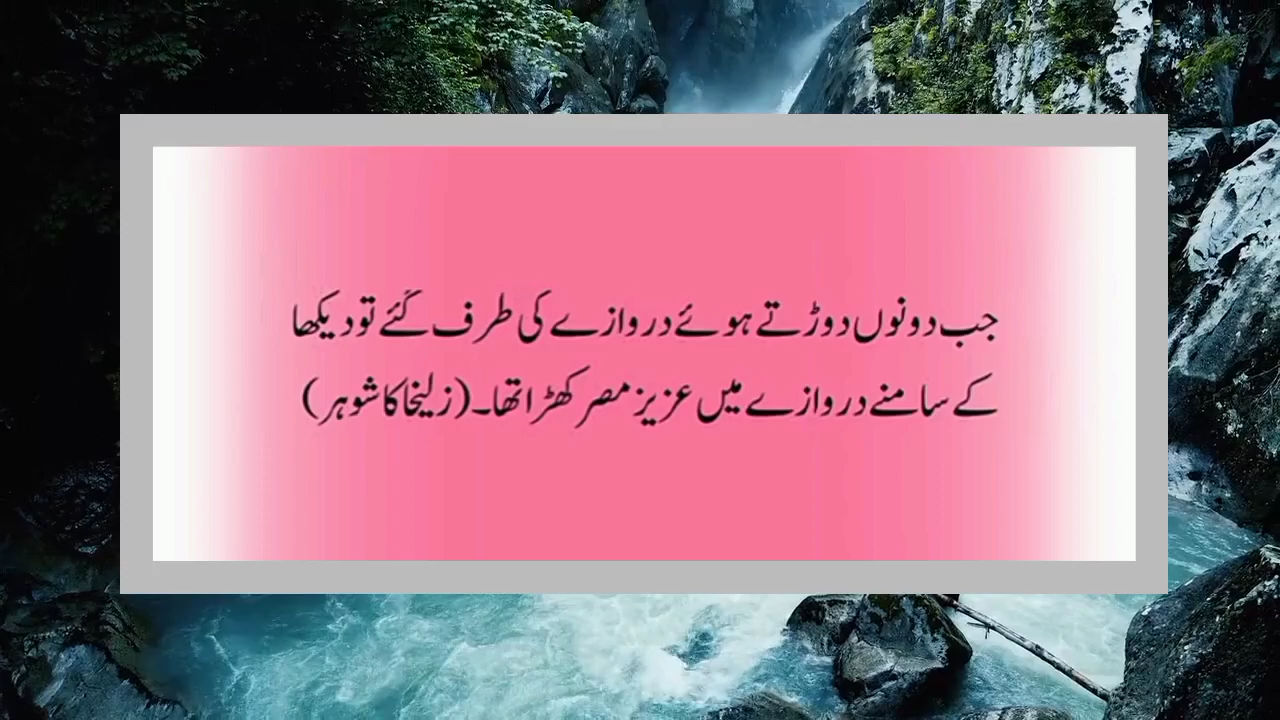 جب دونوں دوڑتے ہوئے دروازے کی طرف گئے تو دیکھا
کے سامنے دروازے میں عزیز مصر کھڑا تھا۔ (زلیخا کا شوہر)